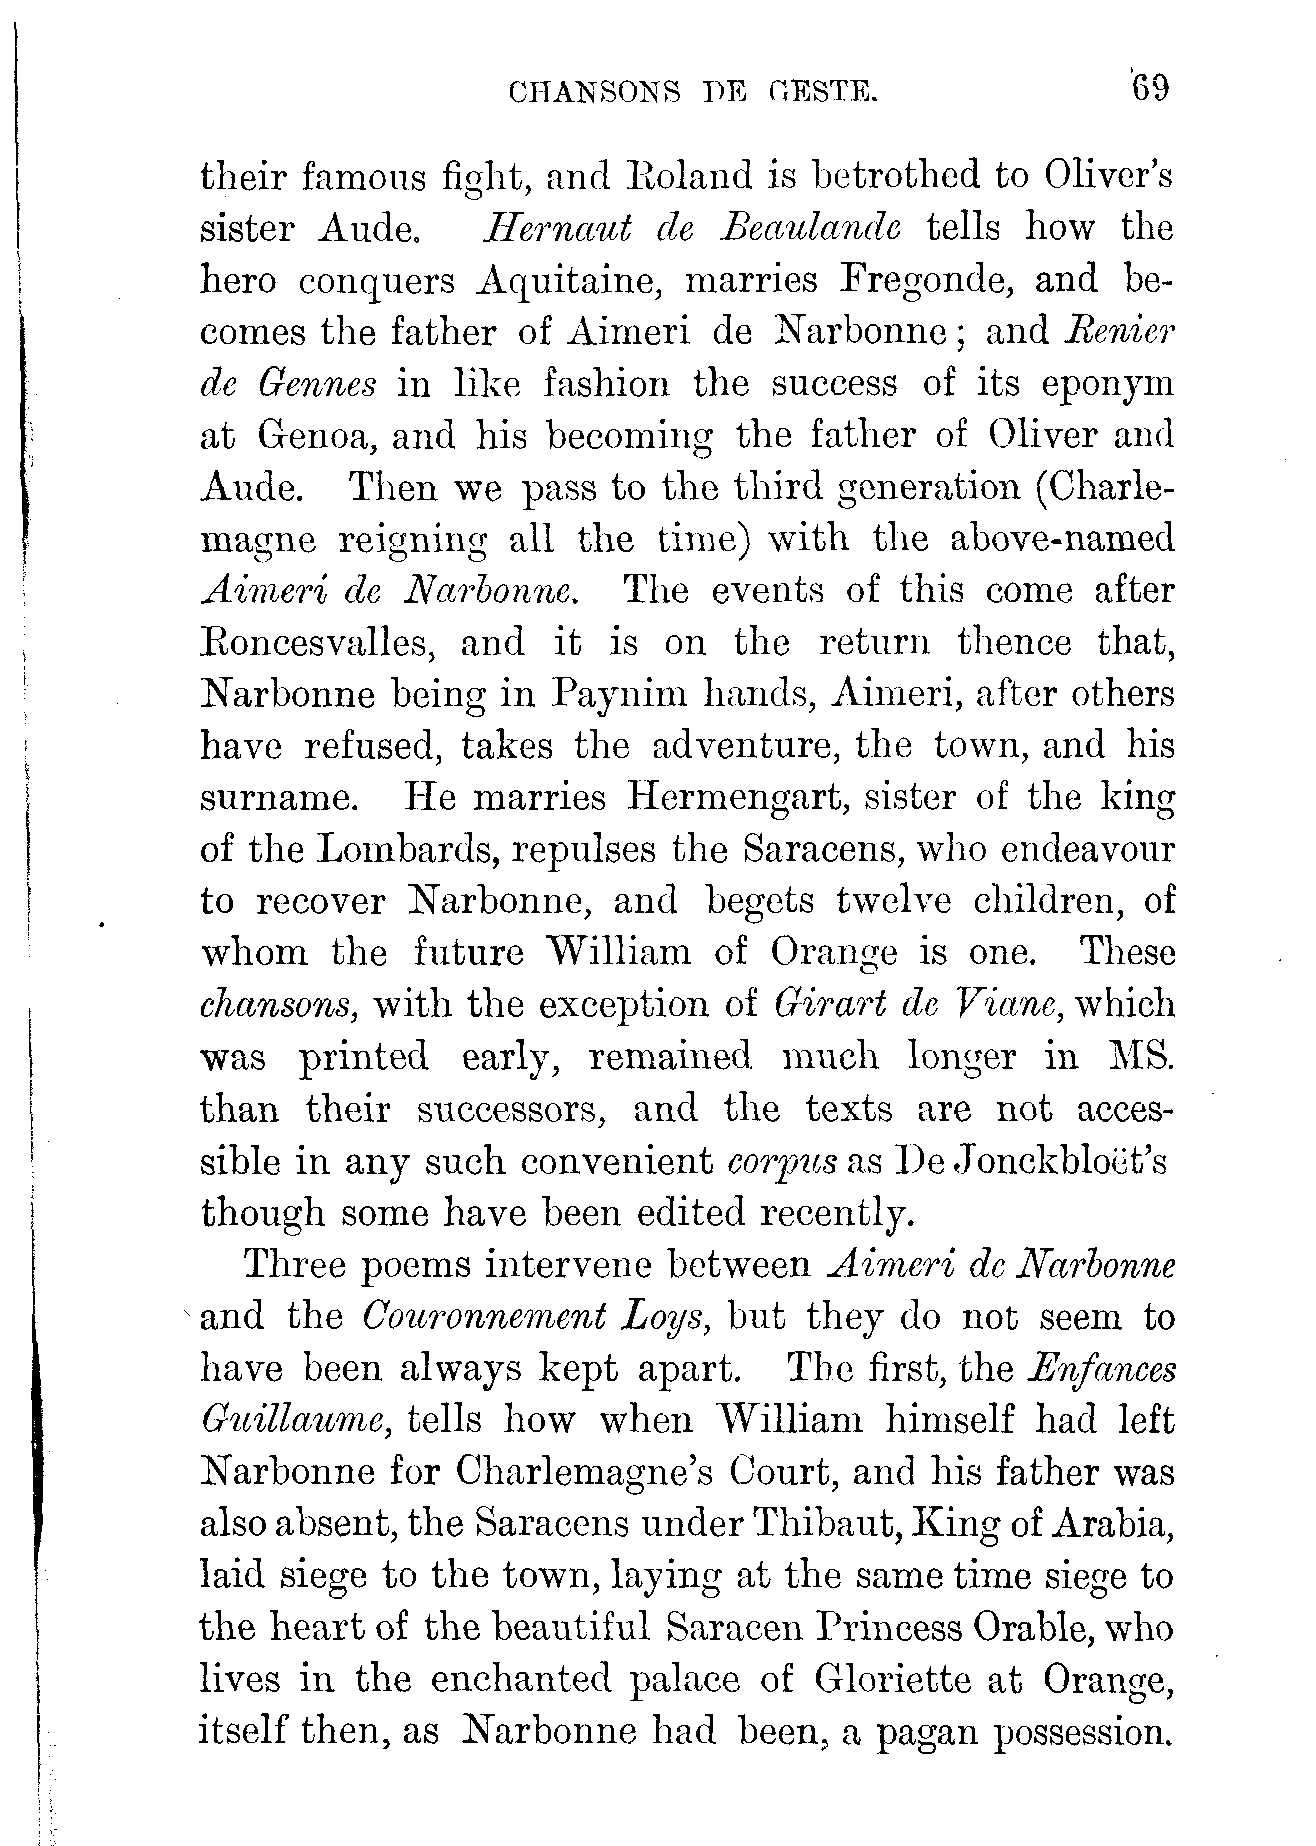 CHANSONS DE GESTE. 69
their famous fight, and Roland is betrothed to Oliver's
sister Aude. Hernaut de Beaulande tells how the
hero conquers Aquitaine, marries Fregonde, and be-
comes the father of Aimeri de Narbonne; and Renier
de Gennes in like fashion the success of its eponym
at Genoa, and his becoming the father of Oliver and
Aude. Then we pass to the third generation (Charle-
magne reigning all the time) with the above-named
Aimeri de Narbonne. The events of this come after
Roncesvalles, and it is on the return thence that,
Narbonne being in Paynim hands, Aimeri, after others
have refused, takes the adventure, the town, and his
surname. He marries Hermengart, sister of the king
of the Lombards, repulses the Saracens, who endeavour
to recover Narbonne, and begets twelve children, of
whom the future William of Orange is one. These
chansons, with the exception of Girart de Viane, which
was printed early, remained much longer in MS.
than their successors, and the texts are not acces-
sible in any such convenient corpus as De Jonckbloët's
though some have been edited recently.
Three poems intervene between Aimeri de Narbonne
and the Couronnement Loys, but they do not seem to
have been always kept apart. The first, the Enfances
Guillaume, tells how when William himself had left
Narbonne for Charlemagne's Court, and his father was
also absent, the Saracens under Thibaut, King of Arabia,
laid siege to the town, laying at the same time siege to
the heart of the beautiful Saracen Princess Orable, who
lives in the enchanted palace of Gloriette at Orange,
itself then, as Narbonne had been, a pagan possession.